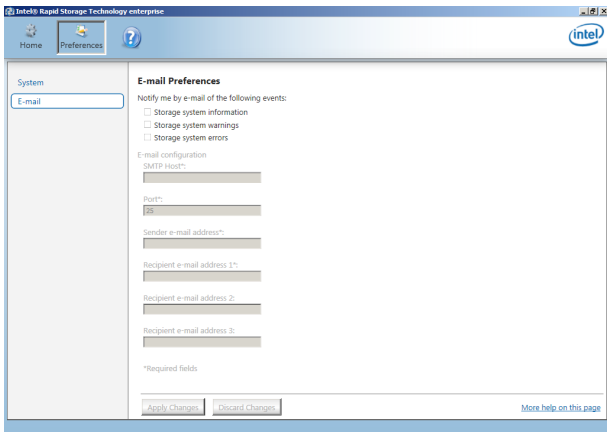 Intel® Rapid Storage Technology enterprise
Home
Preferences
intel
System
E-mail
E-mail Preferences
Notify me by e-mail of the following events:
Storage system information
Storage system warnings
Storage system errors
E-mail configuration
SMTP Host*:
Port*:
25
Sender e-mail address*:
Recipient e-mail address 1*:
Recipient e-mail address 2:
Recipient e-mail address 3:
*Required fields
Apply Changes
Discard Changes
More help on this page